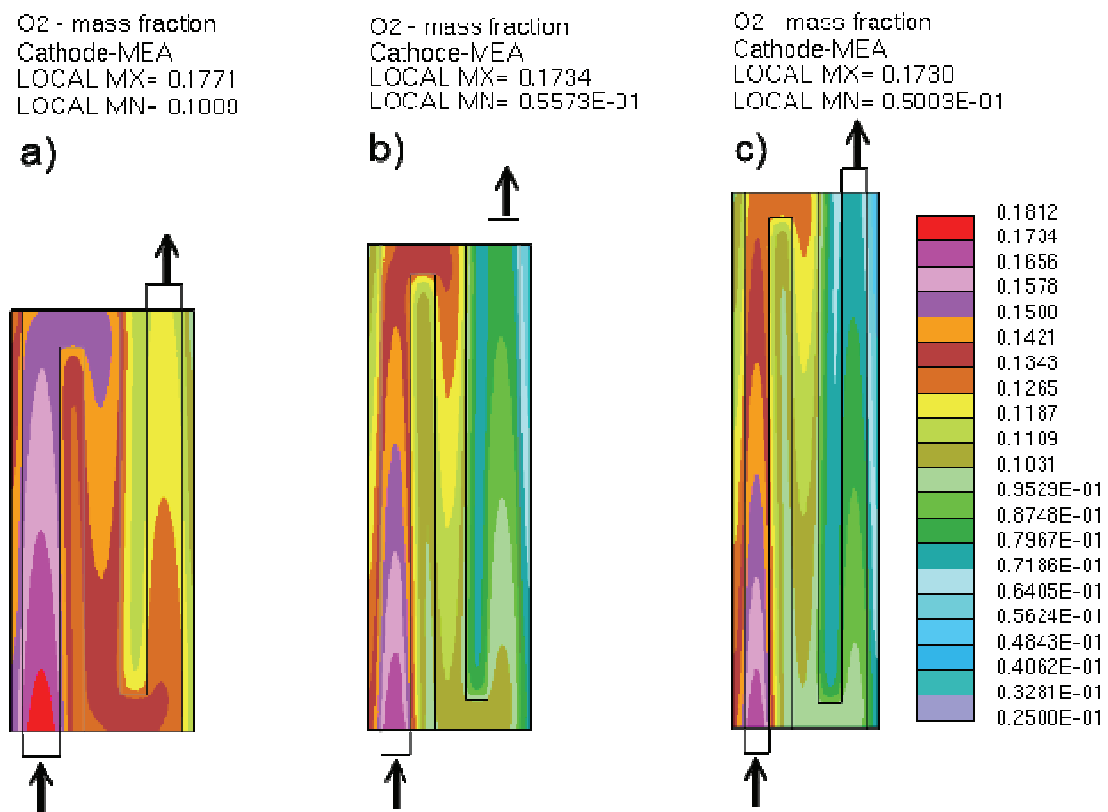 O2 - mass fraction
Cathode-MEA
LOCAL MX= 0.1771
LOCAL MN= 0.1009
a)
O2 - mass fraction
Cathoce-MEA
LOCAL MX= 0.1734
LOCAL MN= 0.5573E-01
b)
O2 - mass fraction
Cathode-MEA
LOCAL MX= 0.1730
LOCAL MN= 0.5003E-01
c)
0.1812
0.1734
0.1656
0.1578
0.1500
0.1421
0.1343
0.1265
0.1187
0.1109
0.1031
0.9529E-01
0.8748E-01
0.7967E-01
0.7186E-01
0.6405E-01
0.5624E-01
0.4843E-01
0.4062E-01
0.3281E-01
0.2500E-01